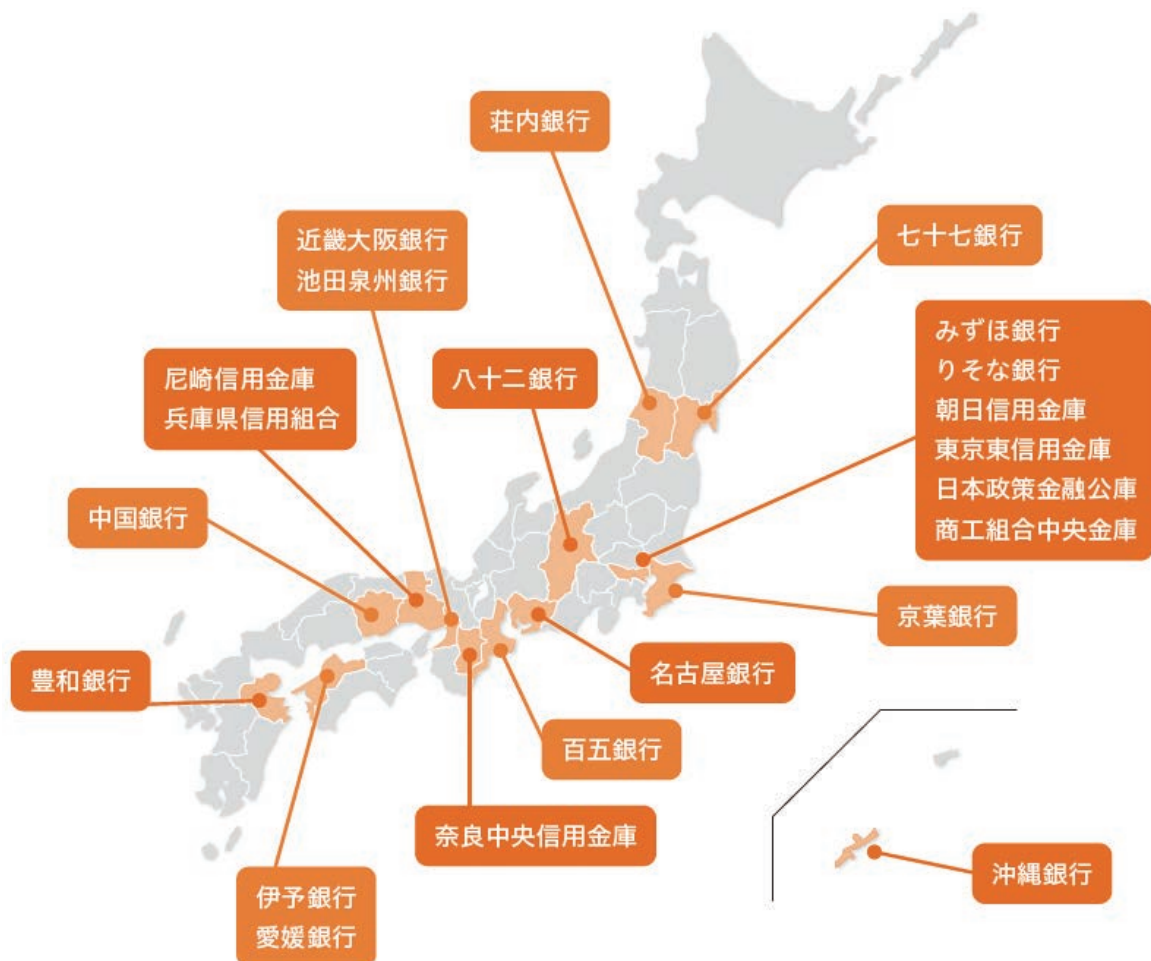 荘内銀行
七十七銀行
近畿大阪銀行
池田泉州銀行
みずほ銀行
りそな銀行
朝日信用金庫
東京東信用金庫
日本政策金融公庫
商工組合中央金庫
尼崎信用金庫
兵庫県信用組合
八十二銀行
中国銀行
京葉銀行
豊和銀行
名古屋銀行
百五銀行
奈良中央信用金庫
伊予銀行
愛媛銀行
沖縄銀行